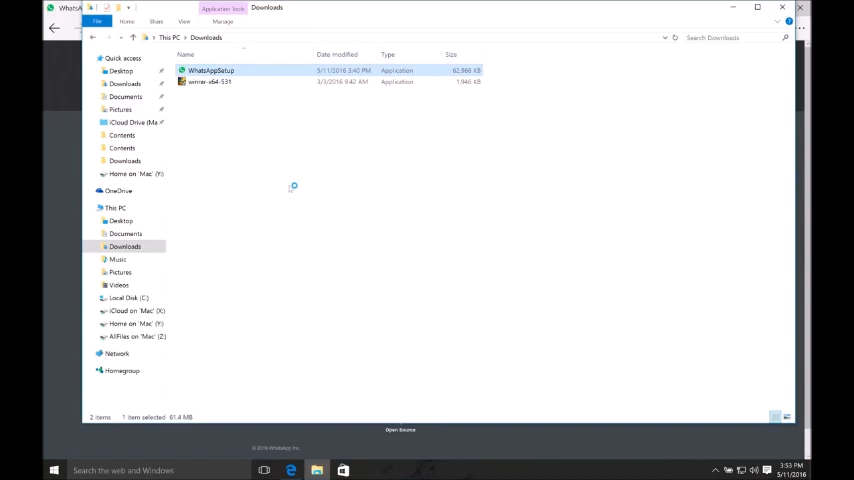 WhatsA
Application Tools
Downloads
File
Home
Share
View
Manage
This PC
Downloads
Search Downloads
Name
Date modified
Type
Size
WhatsAppSetup
5/11/2016 3:40 PM
Application
62,968 KB
winrar-x64-531
3/3/2016 9:42 AM
Application
1,946 KB
Quick access
Desktop
Downloads
Documents
Pictures
iCloud Drive (Ma
Contents
Contents
Downloads
Home on 'Mac' (Y:)
OneDrive
This PC
Desktop
Documents
Downloads
Music
Pictures
Videos
Local Disk (C:)
iCloud on 'Mac' (X:)
Home on 'Mac' (Y:)
AllFiles on 'Mac' (Z:)
Network
Homegroup
2 items
1 item selected 61.4 MB
Open Source
© 2016 WhatsApp Inc.
Search the web and Windows
3:53 PM
5/11/2016